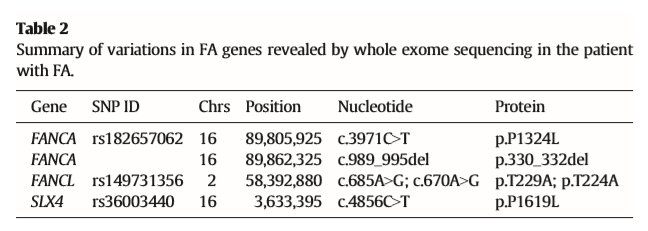 Table 2
Summary of variations in FA genes revealed by whole exome sequencing in the patient
with FA.
Gene SNP ID Chrs Position Nucleotide Protein
FANCA rs182657062 16 89,805,925 c.3971C>T p.P1324L
FANCA 16 89,862,325 c.989_995del p.330_332del
FANCL rs149731356 2 58,392,880 c.685A>G; c.670A>G p.T229A; p.T224A
SLX4 rs36003440 16 3,633,395 c.4856C>T p.P1619L